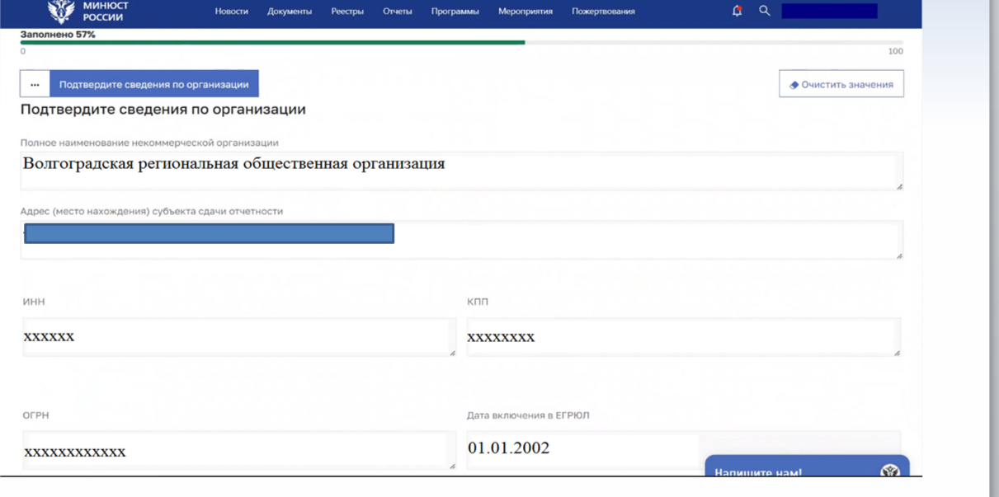 МИНЮСТ
РОССИИ
Новости Документы Реестры Отчеты Программы Мероприятия Пожертвования
Заполнено 57%
0 100
... Подтвердите сведения по организации Очистить значения
Подтвердите сведения по организации
Полное наименование некоммерческой организации
Волгоградская региональная общественная организация
Адрес (место нахождения) субъекта сдачи отчетности
ИНН КПП
xxxxxx xxxxxxxx
ОГРН Дата включения в ЕГРЮЛ
xxxxxxxxxxxx 01.01.2002
Напишите нам!